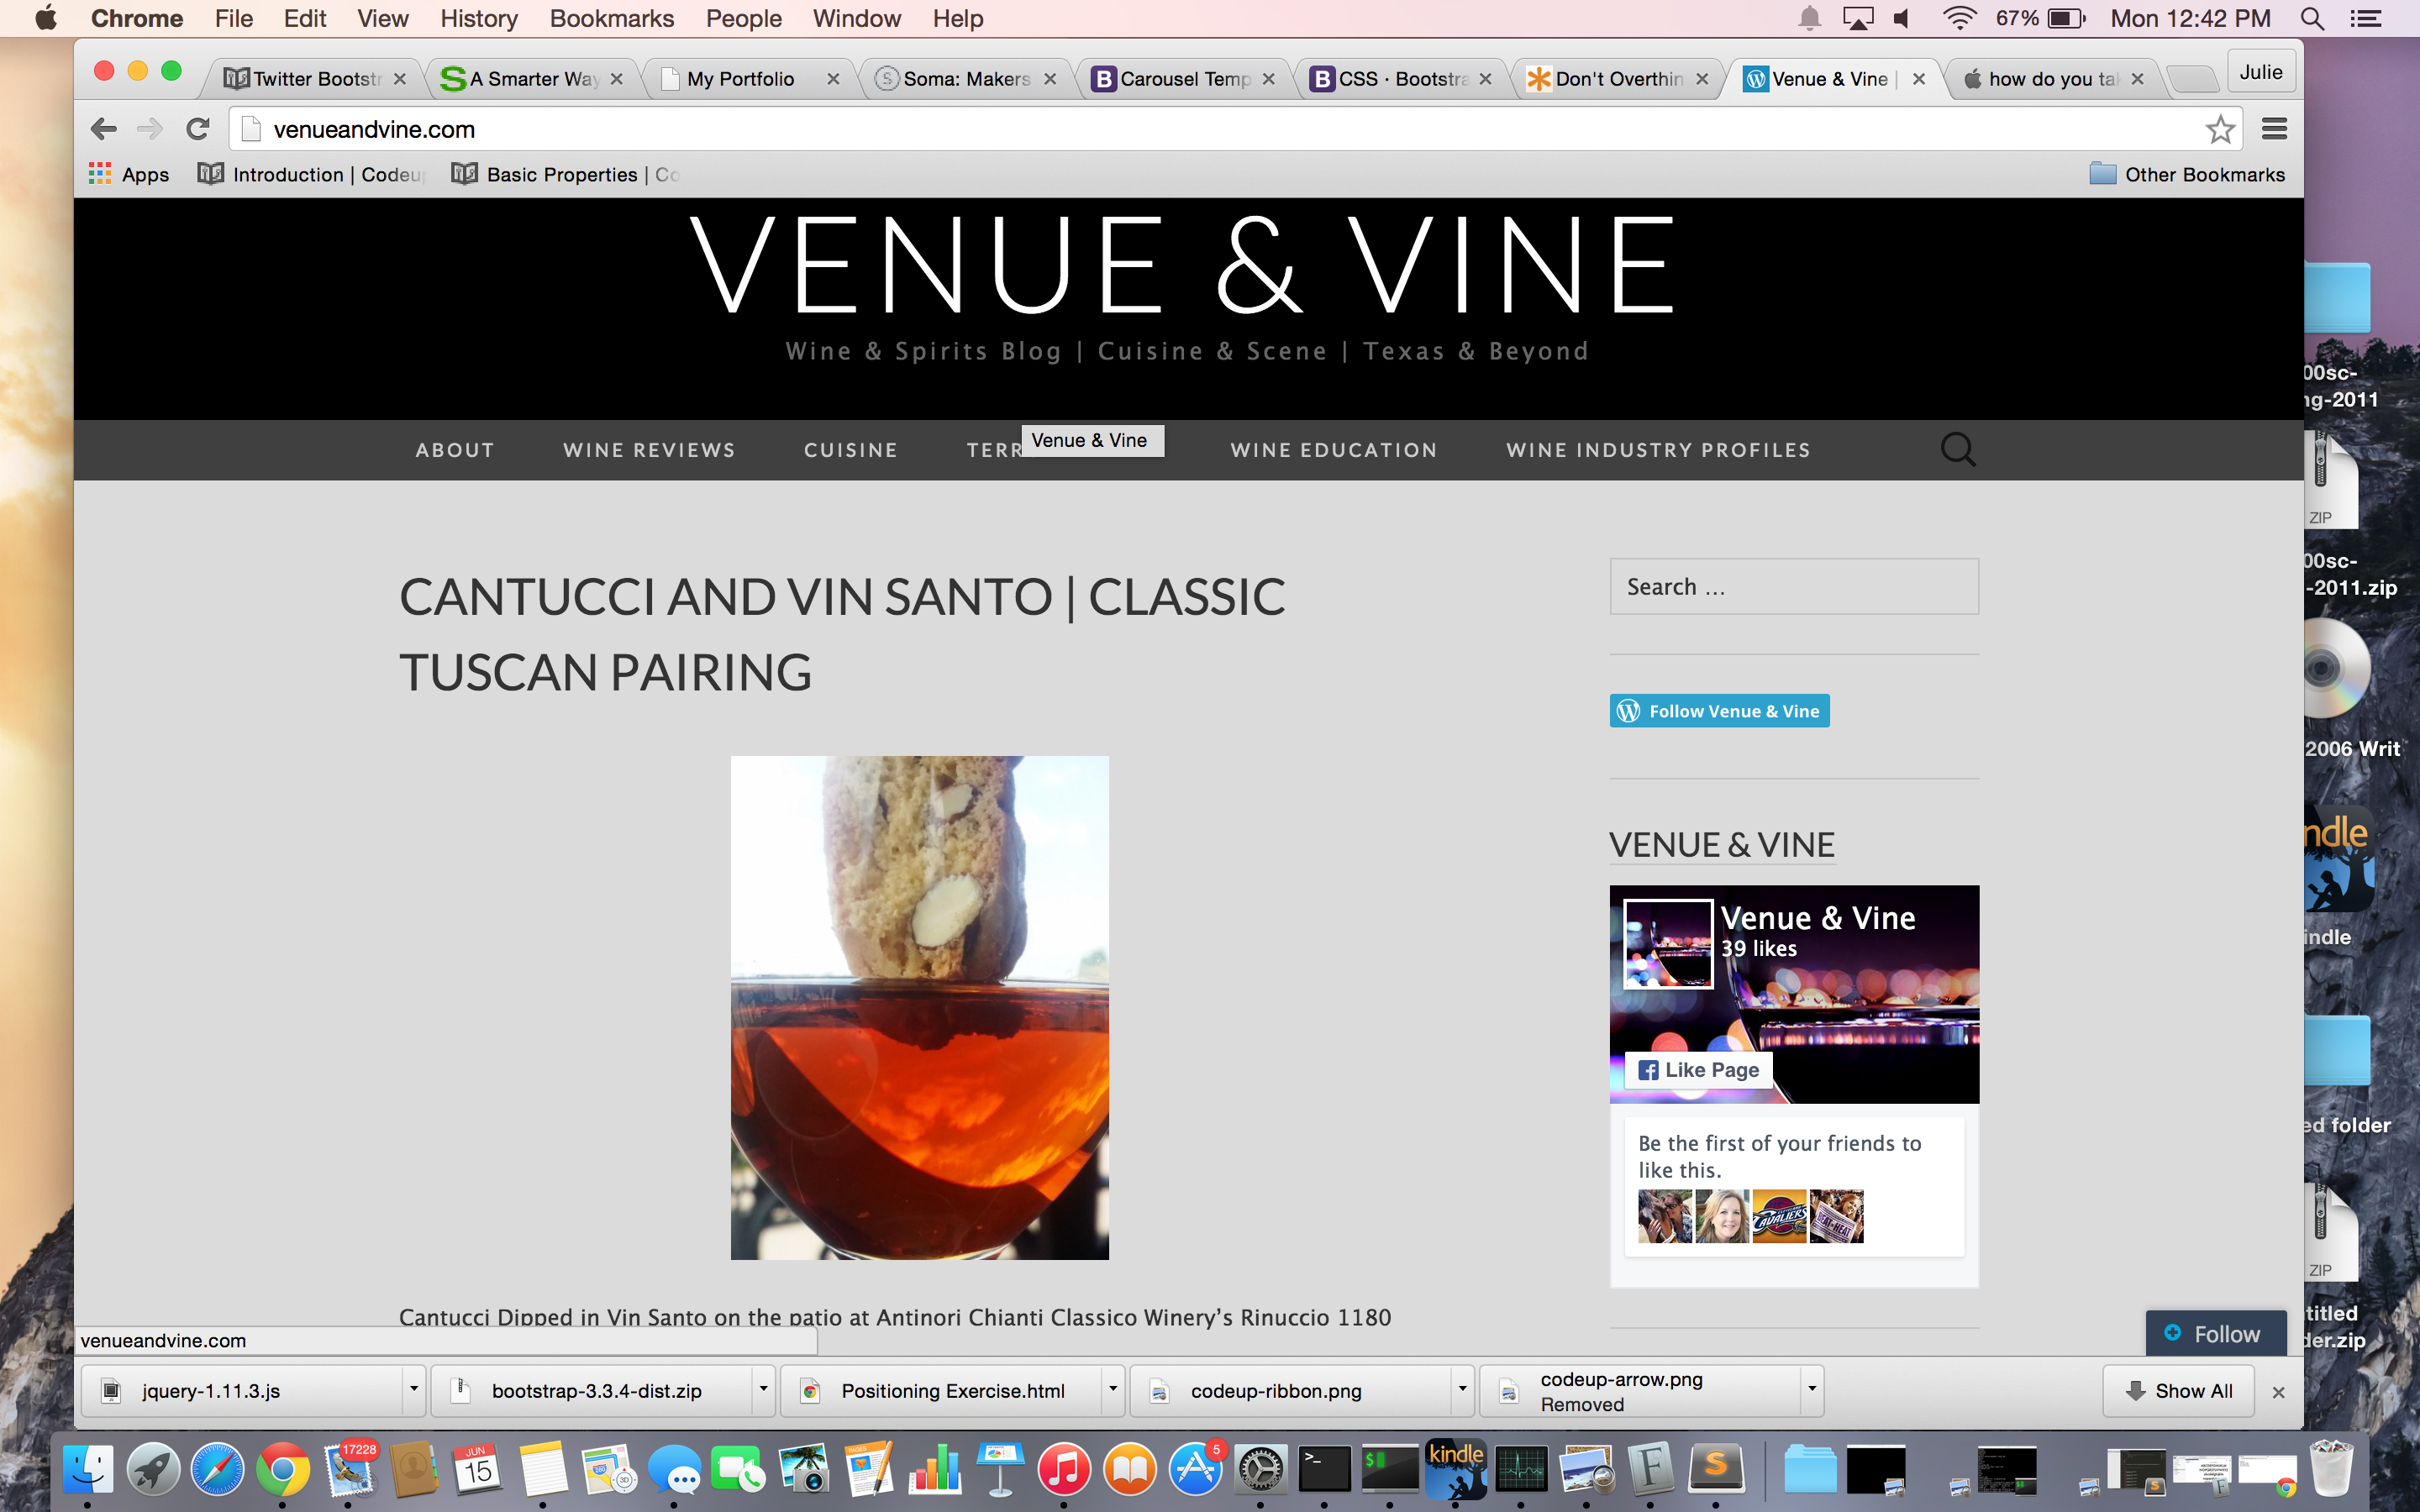 Chrome File Edit View History Bookmarks People Window Help
67% Mon 12:42 PM
Twitter Bootstr
A Smarter Way
My Portfolio
Soma: Makers
Carousel Temp
CSS · Bootstra
Don't Overthin
Venue & Vine |
how do you tak
Julie
venueandvine.com
Apps
Introduction | Codeup
Basic Properties | Co
Other Bookmarks
VENUE & VINE
Wine & Spirits Blog | Cuisine & Scene | Texas & Beyond
ABOUT WINE REVIEWS CUISINE TERR WINE EDUCATION WINE INDUSTRY PROFILES
Venue & Vine
CANTUCCI AND VIN SANTO | CLASSIC
TUSCAN PAIRING
Cantucci Dipped in Vin Santo on the patio at Antinori Chianti Classico Winery's Rinuccio 1180
Search ...
Follow Venue & Vine
VENUE & VINE
Venue & Vine
39 likes
Like Page
Be the first of your friends to
like this.
CAVALIERS
BEAT HEAT
Follow
venueandvine.com
jquery-1.11.3.js
bootstrap-3.3.4-dist.zip
Positioning Exercise.html
codeup-ribbon.png
codeup-arrow.png
Removed
Show All
00sc-
ng-2011
ZIP
00sc-
-2011.zip
2006 Writ
ndle
indle
ed folder
ZIP
titled
der.zip
17228
JUN
15
3D
PAGES
5
kindle